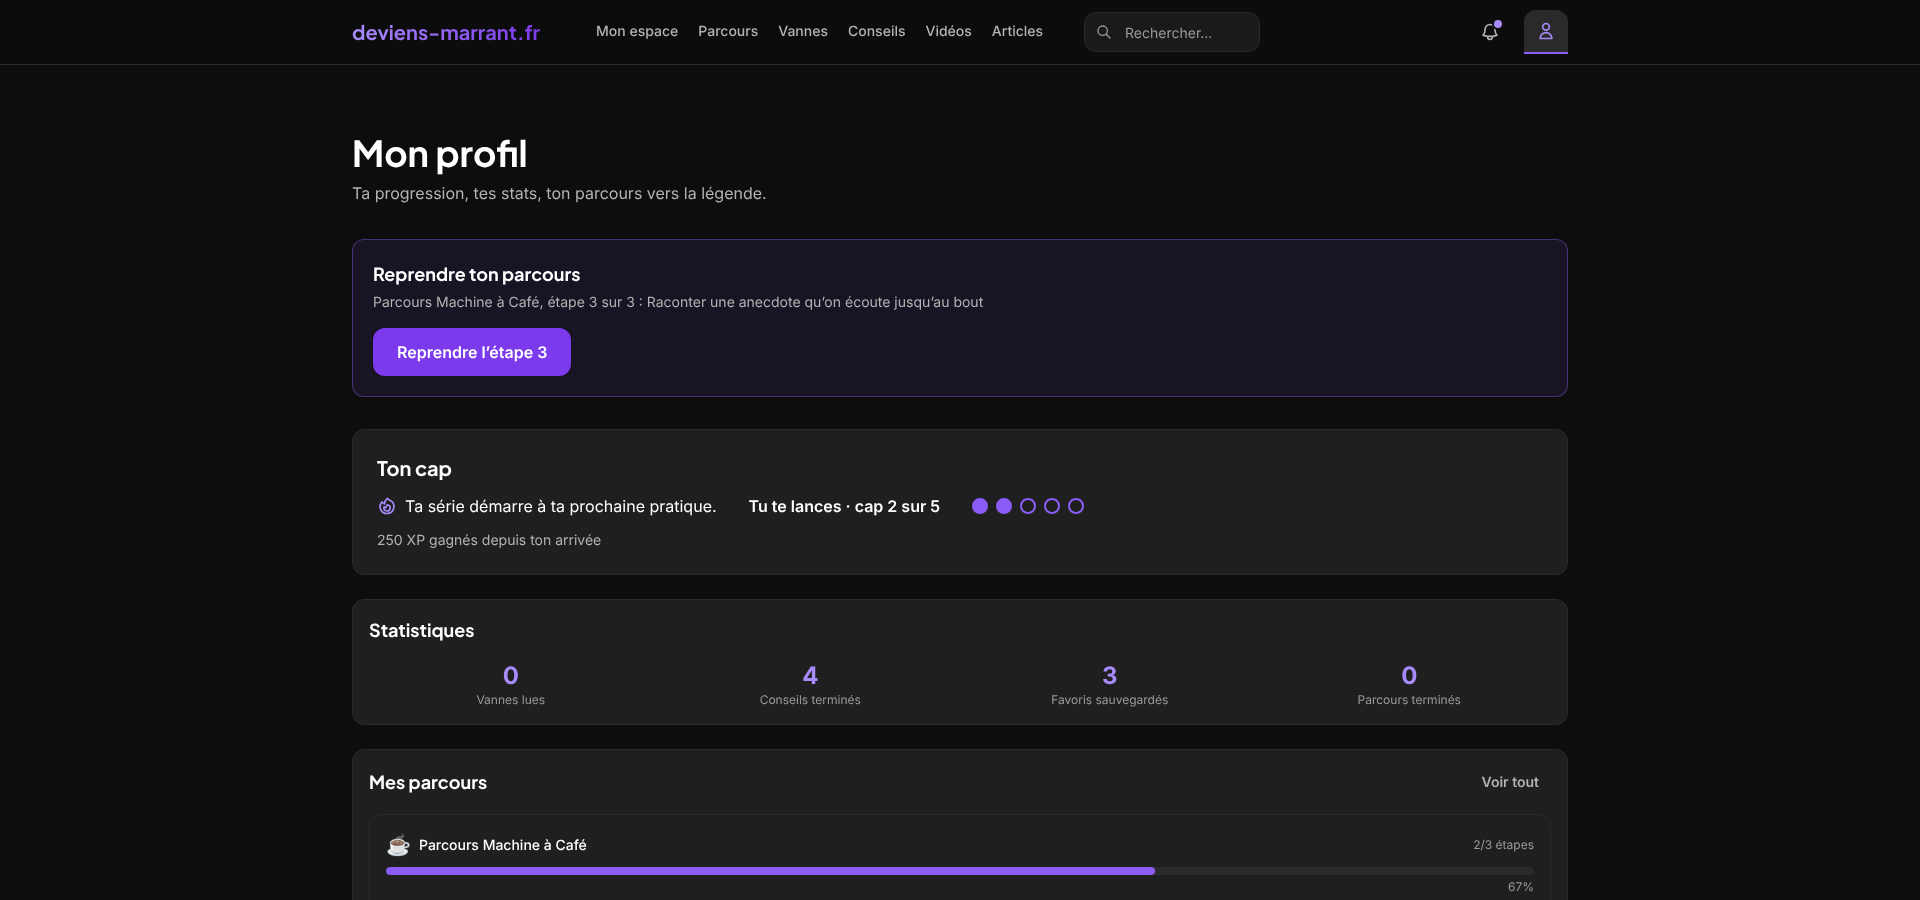 deviens-marrant.fr
Mon espace
Parcours
Vannes
Conseils
Vidéos
Articles
Rechercher...
Mon profil
Ta progression, tes stats, ton parcours vers la légende.
Reprendre ton parcours
Parcours Machine à Café, étape 3 sur 3 : Raconter une anecdote qu’on écoute jusqu’au bout
Reprendre l’étape 3
Ton cap
Ta série démarre à ta prochaine pratique.
Tu te lances · cap 2 sur 5
250 XP gagnés depuis ton arrivée
Statistiques
0
Vannes lues
4
Conseils terminés
3
Favoris sauvegardés
0
Parcours terminés
Mes parcours
Voir tout
Parcours Machine à Café
2/3 étapes
67%